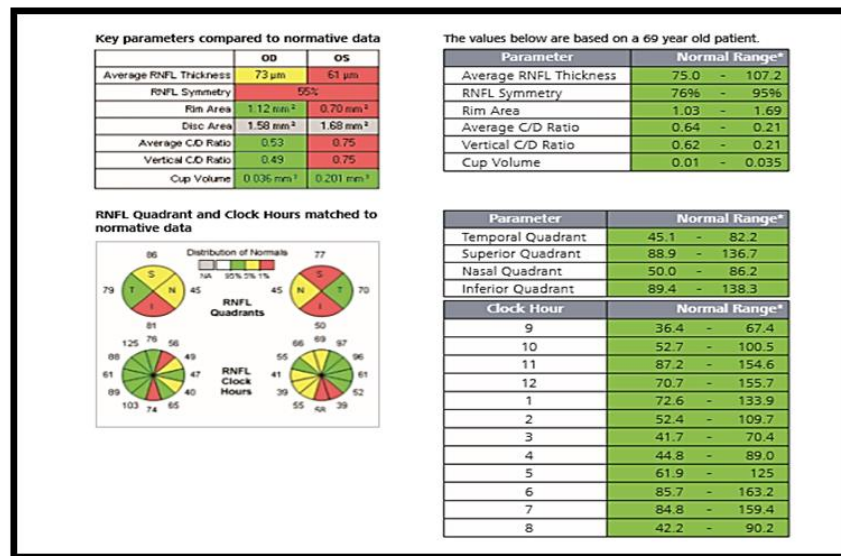 Key parameters compared to normative data
OD OS
Average RNFL Thickness 73 µm 61 µm
RNFL Symmetry 55%
Rim Area 1.12 mm² 0.70 mm²
Disc Area 1.58 mm² 1.68 mm²
Average C/D Ratio 0.53 0.75
Vertical C/D Ratio 0.49 0.75
Cup Volume 0.036 mm³ 0.201 mm³
RNFL Quadrant and Clock Hours matched to
normative data
Distribution of Normals
NA 95% 5% 1%
86
S
79 T N 45
I
81
RNFL
Quadrants
77
S
45 N T 70
I
50
125 76 56
88 49
61 47
89 40
103 74 65
RNFL
Clock
Hours
66 69 97
55 96
41 61
39 52
55 58 39
The values below are based on a 69 year old patient.
Parameter Normal Range*
Average RNFL Thickness 75.0 - 107.2
RNFL Symmetry 76% - 95%
Rim Area 1.03 - 1.69
Average C/D Ratio 0.64 - 0.21
Vertical C/D Ratio 0.62 - 0.21
Cup Volume 0.01 - 0.035
Parameter Normal Range*
Temporal Quadrant 45.1 - 82.2
Superior Quadrant 88.9 - 136.7
Nasal Quadrant 50.0 - 86.2
Inferior Quadrant 89.4 - 138.3
Clock Hour Normal Range*
9 36.4 - 67.4
10 52.7 - 100.5
11 87.2 - 154.6
12 70.7 - 155.7
1 72.6 - 133.9
2 52.4 - 109.7
3 41.7 - 70.4
4 44.8 - 89.0
5 61.9 - 125
6 85.7 - 163.2
7 84.8 - 159.4
8 42.2 - 90.2